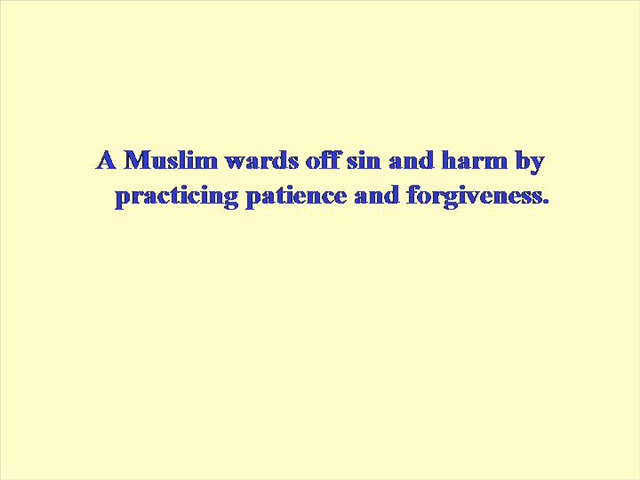 A Muslim wards off sin and harm by
practicing patience and forgiveness.